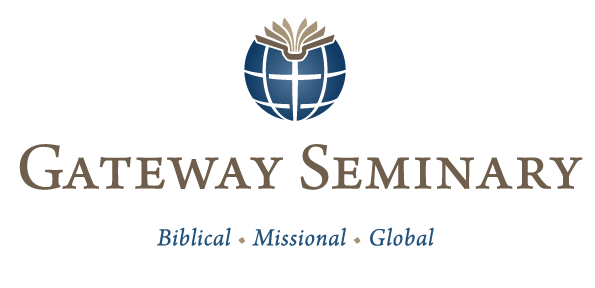 GATEWAY SEMINARY
Biblical ◆ Missional ◆ Global